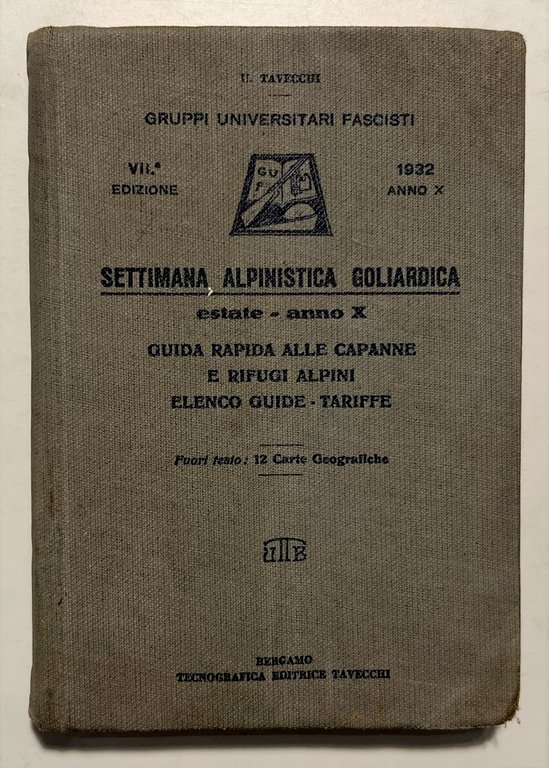 U. TAVECCHI
GRUPPI UNIVERSITARI FASCISTI
VII.ª
EDIZIONE
GUF
1932
ANNO X
SETTIMANA ALPINISTICA GOLIARDICA
estate - anno X
GUIDA RAPIDA ALLE CAPANNE
E RIFUGI ALPINI
ELENCO GUIDE - TARIFFE
Fuori testo: 12 Carte Geografiche
BERGAMO
TECNOGRAFICA EDITRICE TAVECCHI